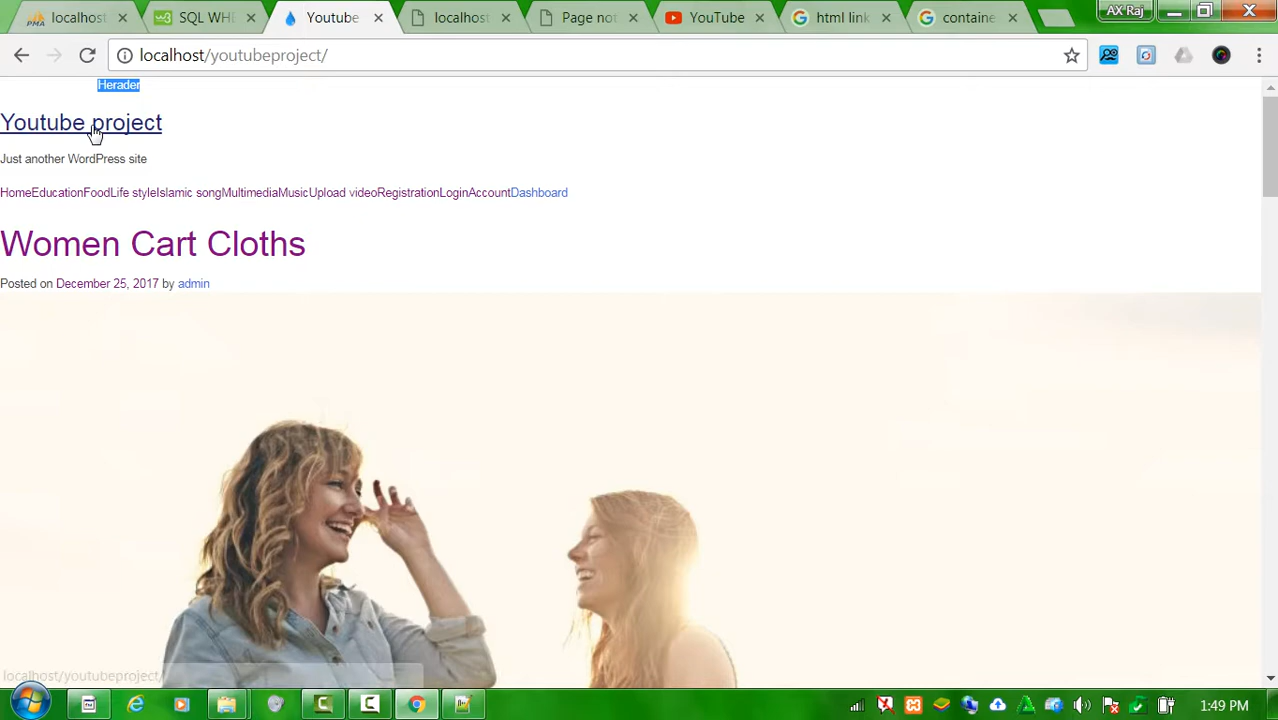 localhost
SQL WHE
Youtube
localhost
Page not
YouTube
html link
containe
AX Raj
localhost/youtubeproject/
Herader
Youtube project
Just another WordPress site
HomeEducationFoodLife styleIslamic songMultimediaMusicUpload videoRegistrationLoginAccountDashboard
Women Cart Cloths
Posted on December 25, 2017 by admin
localhost/youtubeproject/
1:49 PM